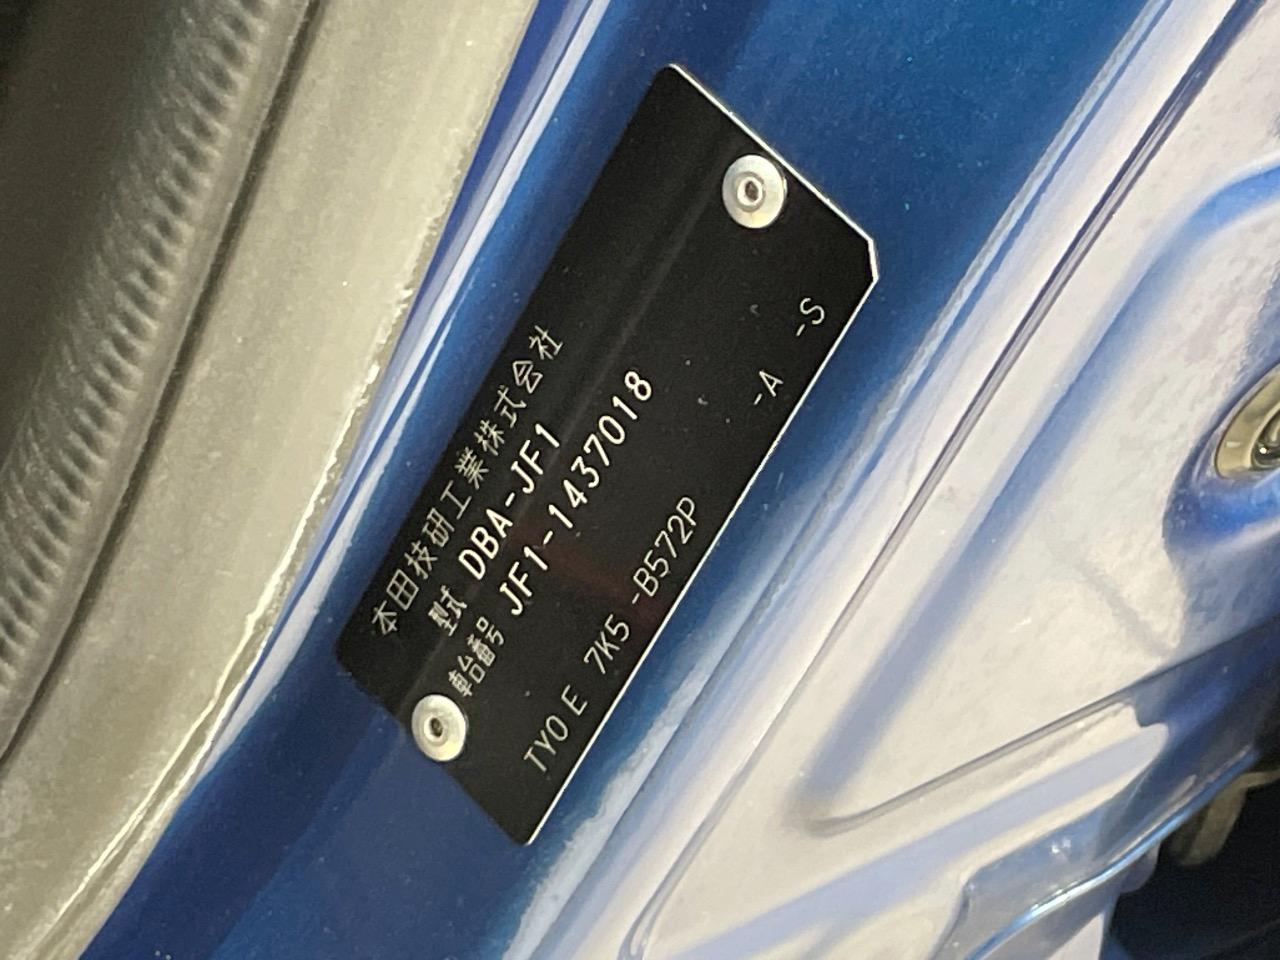 本田技研工業株式会社
型式 DBA-JF1
車台番号 JF1-1437018
-A -S
TYO E 7K5 -B572P